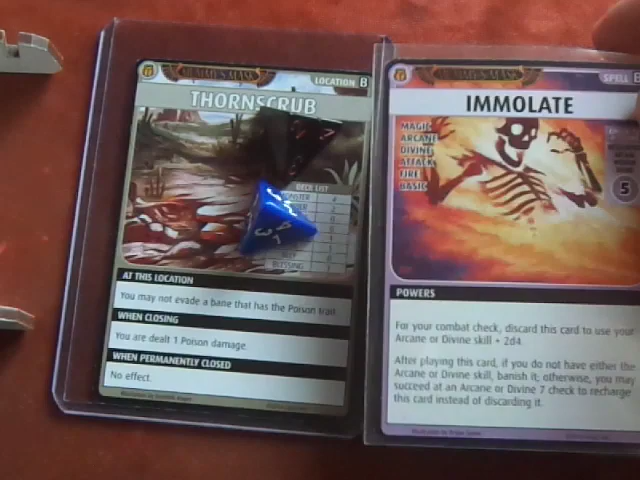 MUMMY'S MASK
LOCATION B
THORNSCRUB
DECK LIST
MONSTER 2
BLESSING
AT THIS LOCATION
You may not evade a bane that has the Poison trait.
WHEN CLOSING
You are dealt 1 Poison damage.
WHEN PERMANENTLY CLOSED
No effect.
MUMMY'S MASK
SPELL B
IMMOLATE
MAGIC
ARCANE
DIVINE
ATTACK
FIRE
BASIC
5
POWERS
For your combat check, discard this card to use your
Arcane or Divine skill + 2d4.
After playing this card, if you do not have either the
Arcane or Divine skill, banish it; otherwise, you may
succeed at an Arcane or Divine 7 check to recharge
this card instead of discarding it.